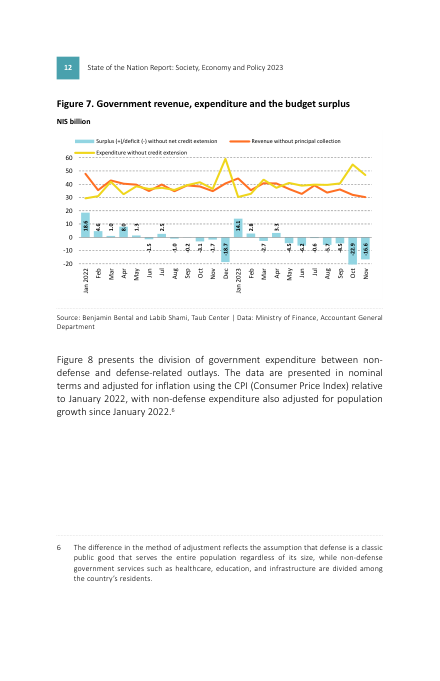 12 State of the Nation Report: Society, Economy and Policy 2023
Figure 7. Government revenue, expenditure and the budget surplus
NIS billion
Surplus (+)/deficit (-) without net credit extension Revenue without principal collection
Expenditure without credit extension
60
50
40
30
20
10
0
-10
-20
18.6 4.6 1.0 8.0 1.3 -1.5 2.5 -1.0 -0.2 -3.1 -1.7 -18.7 14.1 2.8 -2.7 3.3 -4.5 -6.2 -0.6 -5.7 -4.5 -22.9 -16.6
Jan 2022 Feb Mar Apr May Jun Jul Aug Sep Oct Nov Dec Jan 2023 Feb Mar Apr May Jun Jul Aug Sep Oct Nov
Source: Benjamin Bental and Labib Shami, Taub Center | Data: Ministry of Finance, Accountant General
Department
Figure 8 presents the division of government expenditure between non-
defense and defense-related outlays. The data are presented in nominal
terms and adjusted for inflation using the CPI (Consumer Price Index) relative
to January 2022, with non-defense expenditure also adjusted for population
growth since January 2022.⁶
6 The difference in the method of adjustment reflects the assumption that defense is a classic
public good that serves the entire population regardless of its size, while non-defense
government services such as healthcare, education, and infrastructure are divided among
the country's residents.